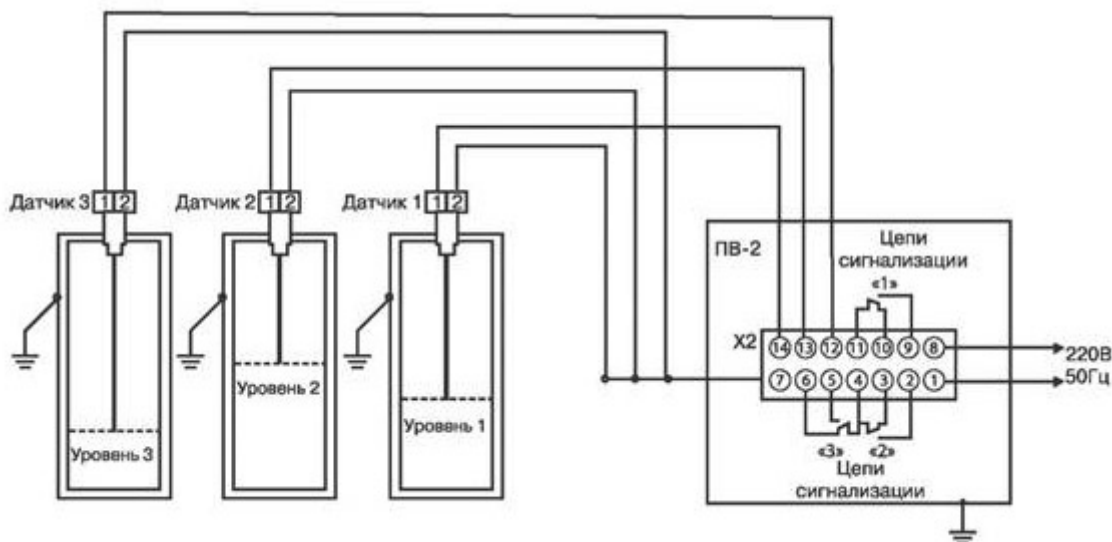 Датчик 3 1 2
Датчик 2 1 2
Датчик 1 1 2
Уровень 3
Уровень 2
Уровень 1
ПВ-2
Цепи
сигнализации
«1»
X2
14 13 12 11 10 9 8
7 6 5 4 3 2 1
220В
50Гц
«3» «2»
Цепи
сигнализации